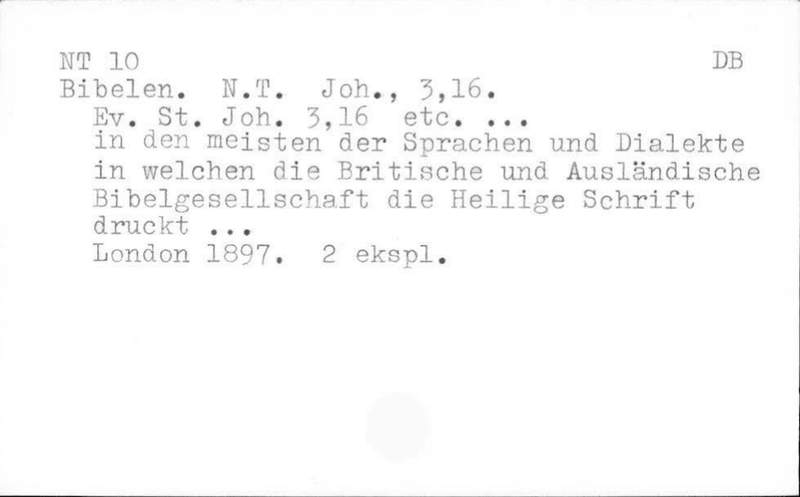 NT 10 DB
Bibelen. N.T. Joh., 3,16.
Ev. St. Joh. 3,16 etc. ...
in den meisten der Sprachen und Dialekte
in welchen die Britische und Ausländische
Bibelgesellschaft die Heilige Schrift
druckt ...
London 1897. 2 ekspl.